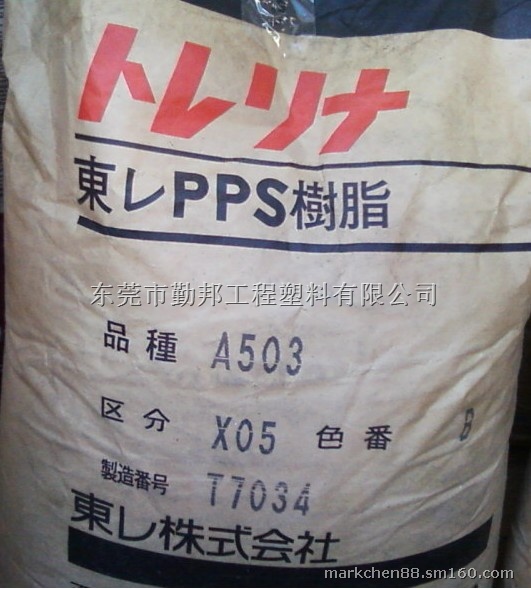 トレリナ
東レPPS樹脂
东莞市勤邦工程塑料有限公司
品種 A503
区分 X05 色番 B
製造番号 T7034
東レ株式会社
markchen88.sm160.com